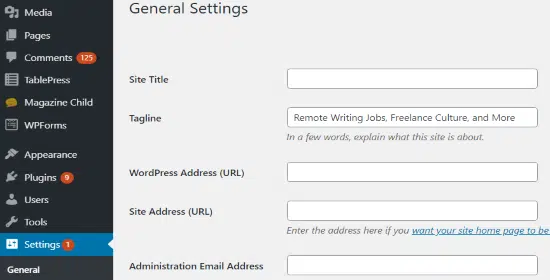 Media
Pages
Comments 125
TablePress
Magazine Child
WPForms
Appearance
Plugins 9
Users
Tools
Settings 1
General
General Settings
Site Title
Tagline
Remote Writing Jobs, Freelance Culture, and More
In a few words, explain what this site is about.
WordPress Address (URL)
Site Address (URL)
Enter the address here if you want your site home page to be
Administration Email Address